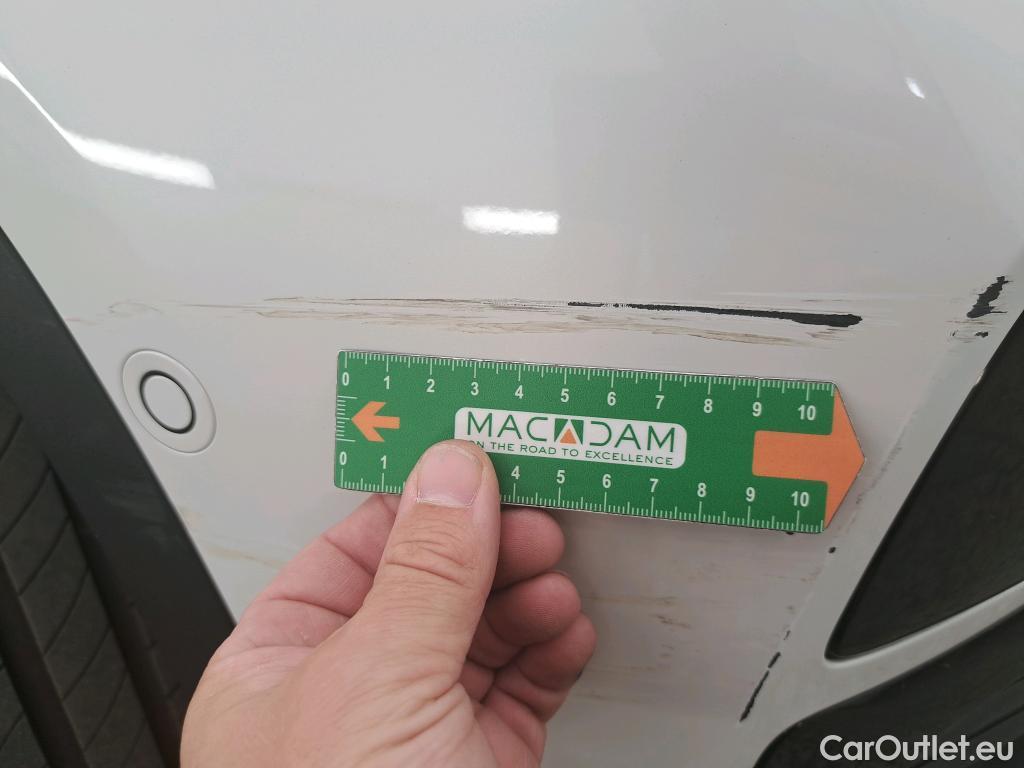 0 1 2 3 4 5 6 7 8 9 10
MACADAM
ON THE ROAD TO EXCELLENCE
0 1 4 5 6 7 8 9 10
CarOutlet.eu